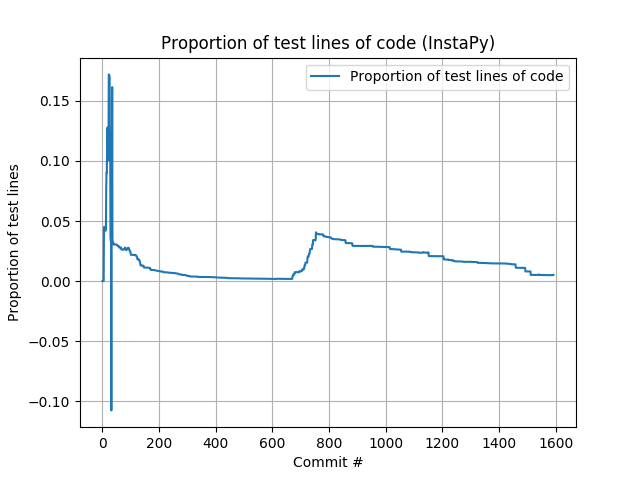 Proportion of test lines of code (InstaPy)
Proportion of test lines of code
0.15
0.10
0.05
0.00
−0.05
−0.10
Proportion of test lines
0 200 400 600 800 1000 1200 1400 1600
Commit #